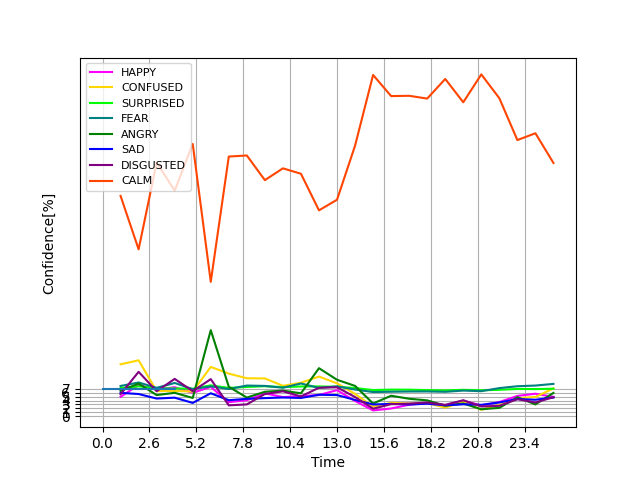 HAPPY
CONFUSED
SURPRISED
FEAR
ANGRY
SAD
DISGUSTED
CALM
Confidence[%]
7
6
0
0.0 2.6 5.2 7.8 10.4 13.0 15.6 18.2 20.8 23.4
Time